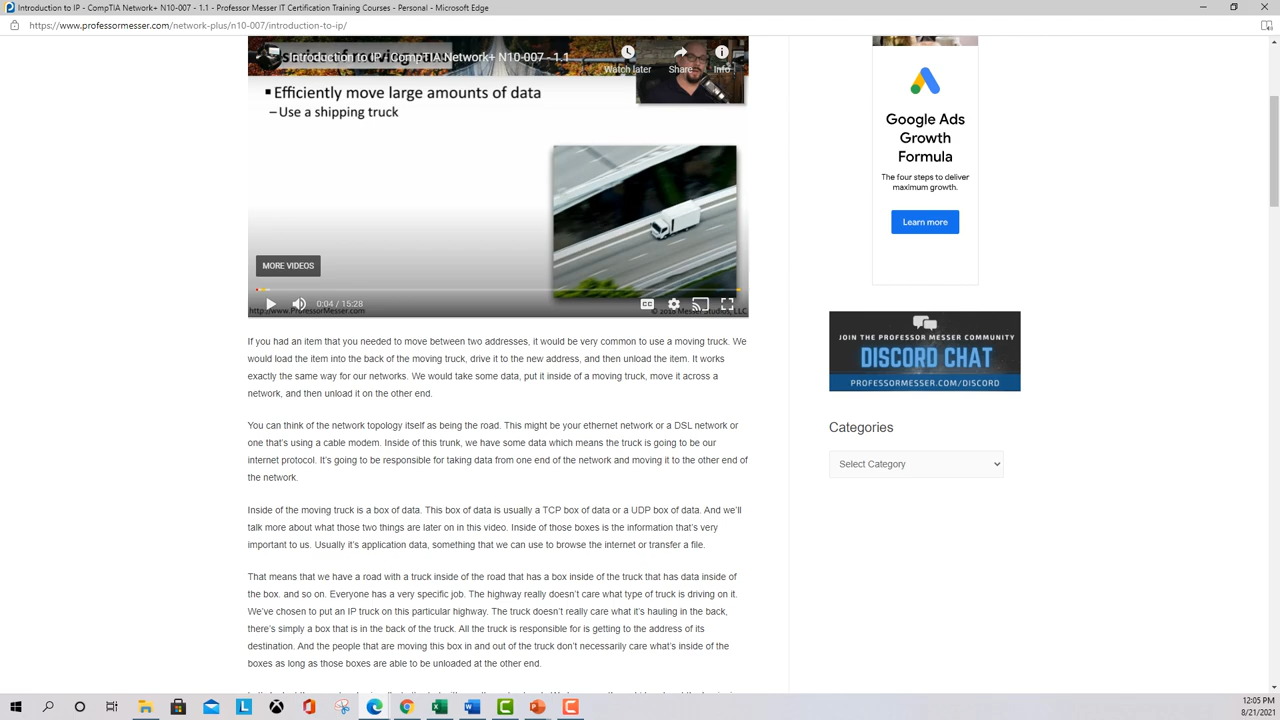 Introduction to IP - CompTIA Network+ N10-007 - 1.1 - Professor Messer IT Certification Training Courses - Personal - Microsoft Edge
https://www.professormesser.com/network-plus/n10-007/introduction-to-ip/
Introduction to IP - CompTIA Network+ N10-007 - 1.1
Watch later
Share
Info
▪ Efficiently move large amounts of data
– Use a shipping truck
MORE VIDEOS
0:04 / 15:28
CC
http://www.ProfessorMesser.com
© 2018 Messer Studios, LLC
If you had an item that you needed to move between two addresses, it would be very common to use a moving truck. We
would load the item into the back of the moving truck, drive it to the new address, and then unload the item. It works
exactly the same way for our networks. We would take some data, put it inside of a moving truck, move it across a
network, and then unload it on the other end.
You can think of the network topology itself as being the road. This might be your ethernet network or a DSL network or
one that's using a cable modem. Inside of this trunk, we have some data which means the truck is going to be our
internet protocol. It's going to be responsible for taking data from one end of the network and moving it to the other end of
the network.
Inside of the moving truck is a box of data. This box of data is usually a TCP box of data or a UDP box of data. And we'll
talk more about what those two things are later on in this video. Inside of those boxes is the information that's very
important to us. Usually it's application data, something that we can use to browse the internet or transfer a file.
That means that we have a road with a truck inside of the road that has a box inside of the truck that has data inside of
the box. and so on. Everyone has a very specific job. The highway really doesn't care what type of truck is driving on it.
We've chosen to put an IP truck on this particular highway. The truck doesn't really care what it's hauling in the back,
there's simply a box that is in the back of the truck. All the truck is responsible for is getting to the address of its
destination. And the people that are moving this box in and out of the truck don't necessarily care what's inside of the
boxes as long as those boxes are able to be unloaded at the other end.
Google Ads
Growth
Formula
The four steps to deliver
maximum growth.
Learn more
JOIN THE PROFESSOR MESSER COMMUNITY
DISCORD CHAT
PROFESSORMESSER.COM/DISCORD
Categories
Select Category
12:05 PM
8/21/2021